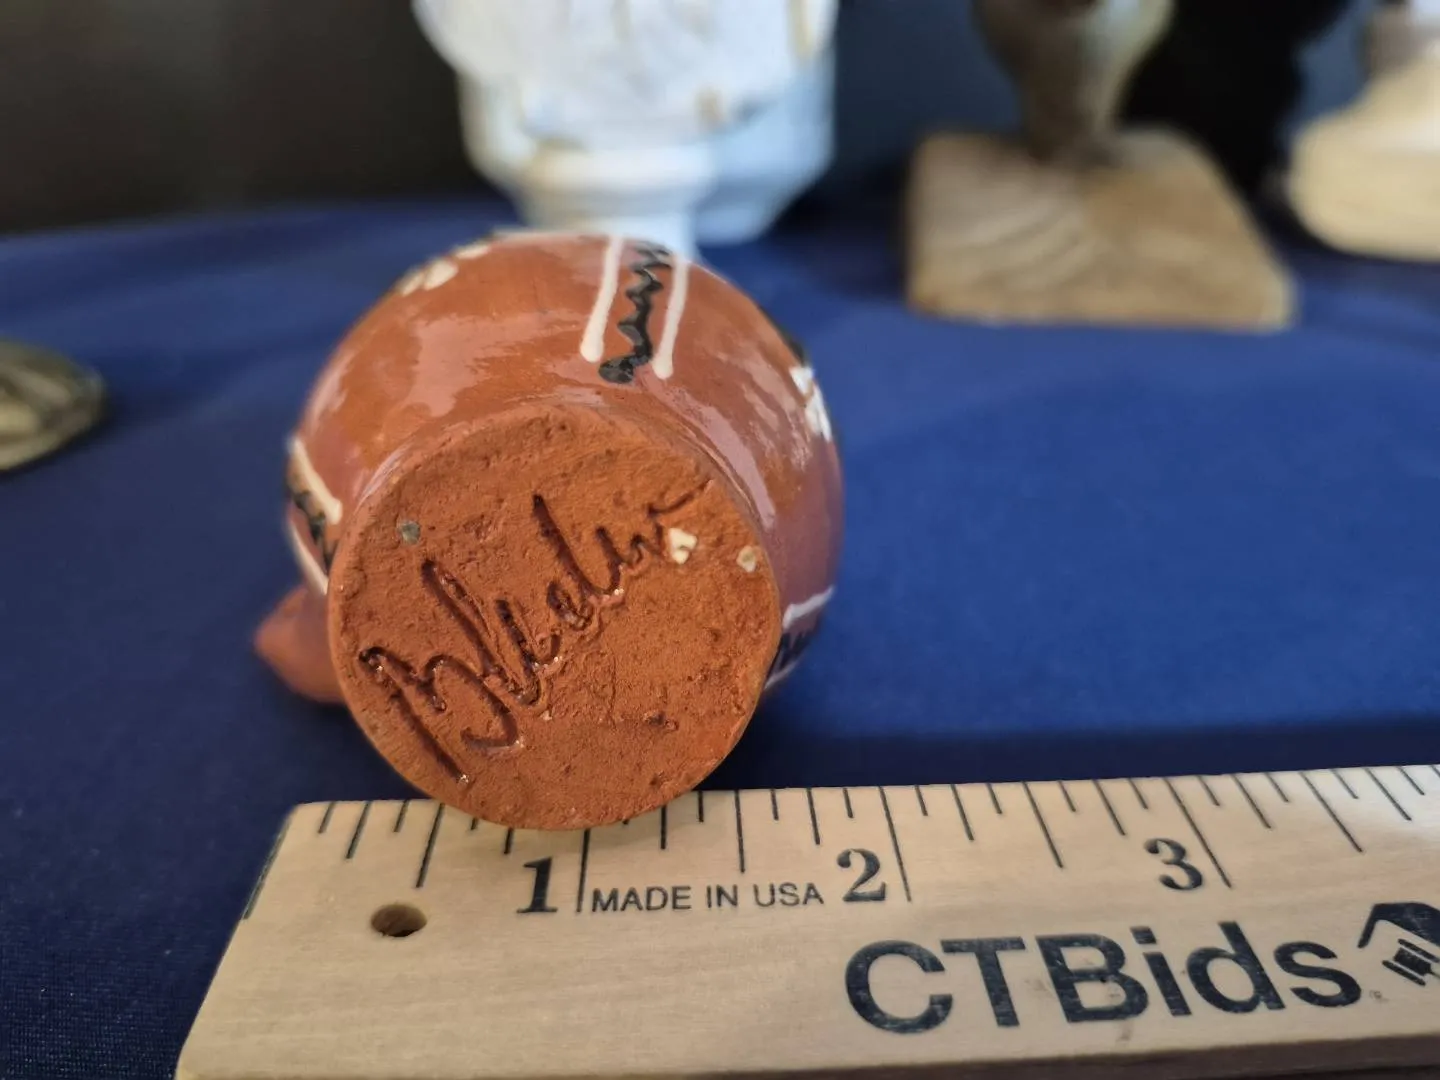 1 2 3
MADE IN USA
CTBids